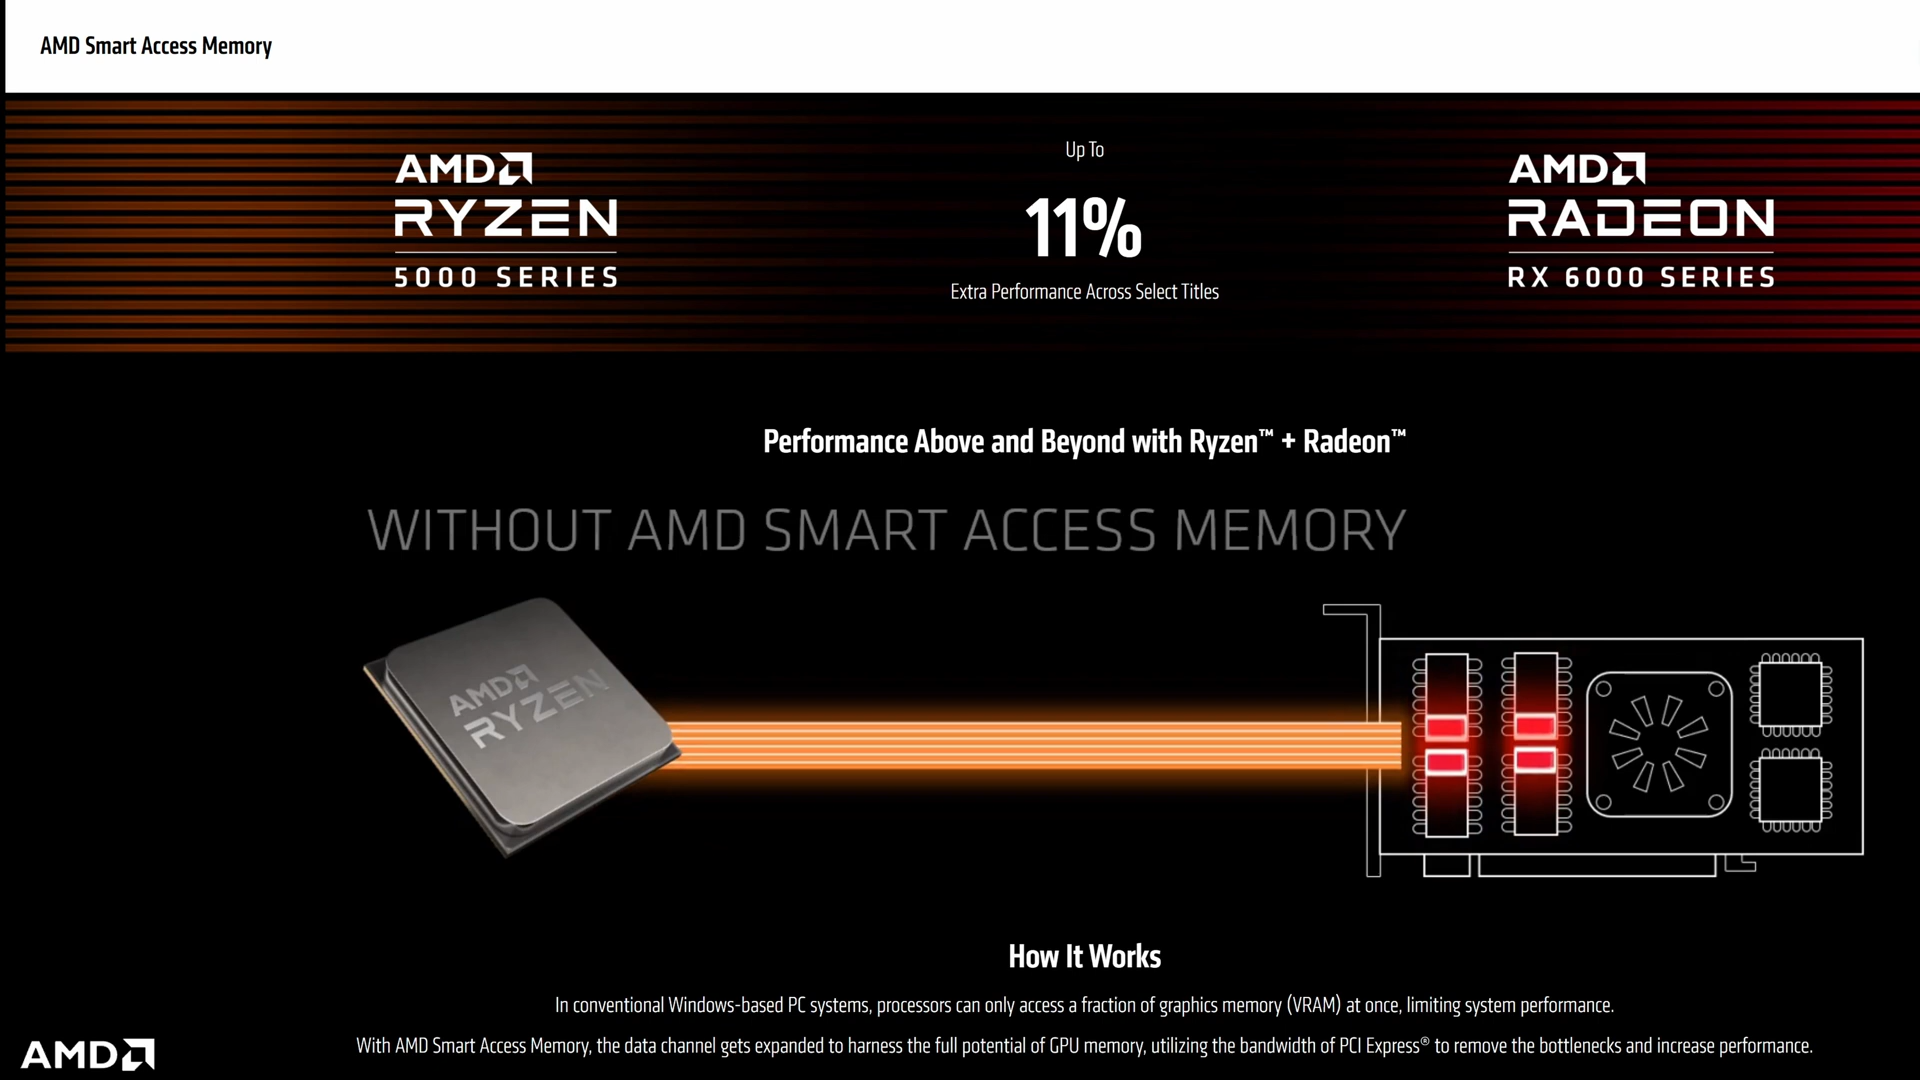 AMD Smart Access Memory
AMD
RYZEN
5000 SERIES
Up To
11%
Extra Performance Across Select Titles
AMD
RADEON
RX 6000 SERIES
Performance Above and Beyond with Ryzen™ + Radeon™
WITHOUT AMD SMART ACCESS MEMORY
AMD
RYZEN
How It Works
In conventional Windows-based PC systems, processors can only access a fraction of graphics memory (VRAM) at once, limiting system performance.
With AMD Smart Access Memory, the data channel gets expanded to harness the full potential of GPU memory, utilizing the bandwidth of PCI Express® to remove the bottlenecks and increase performance.
AMD